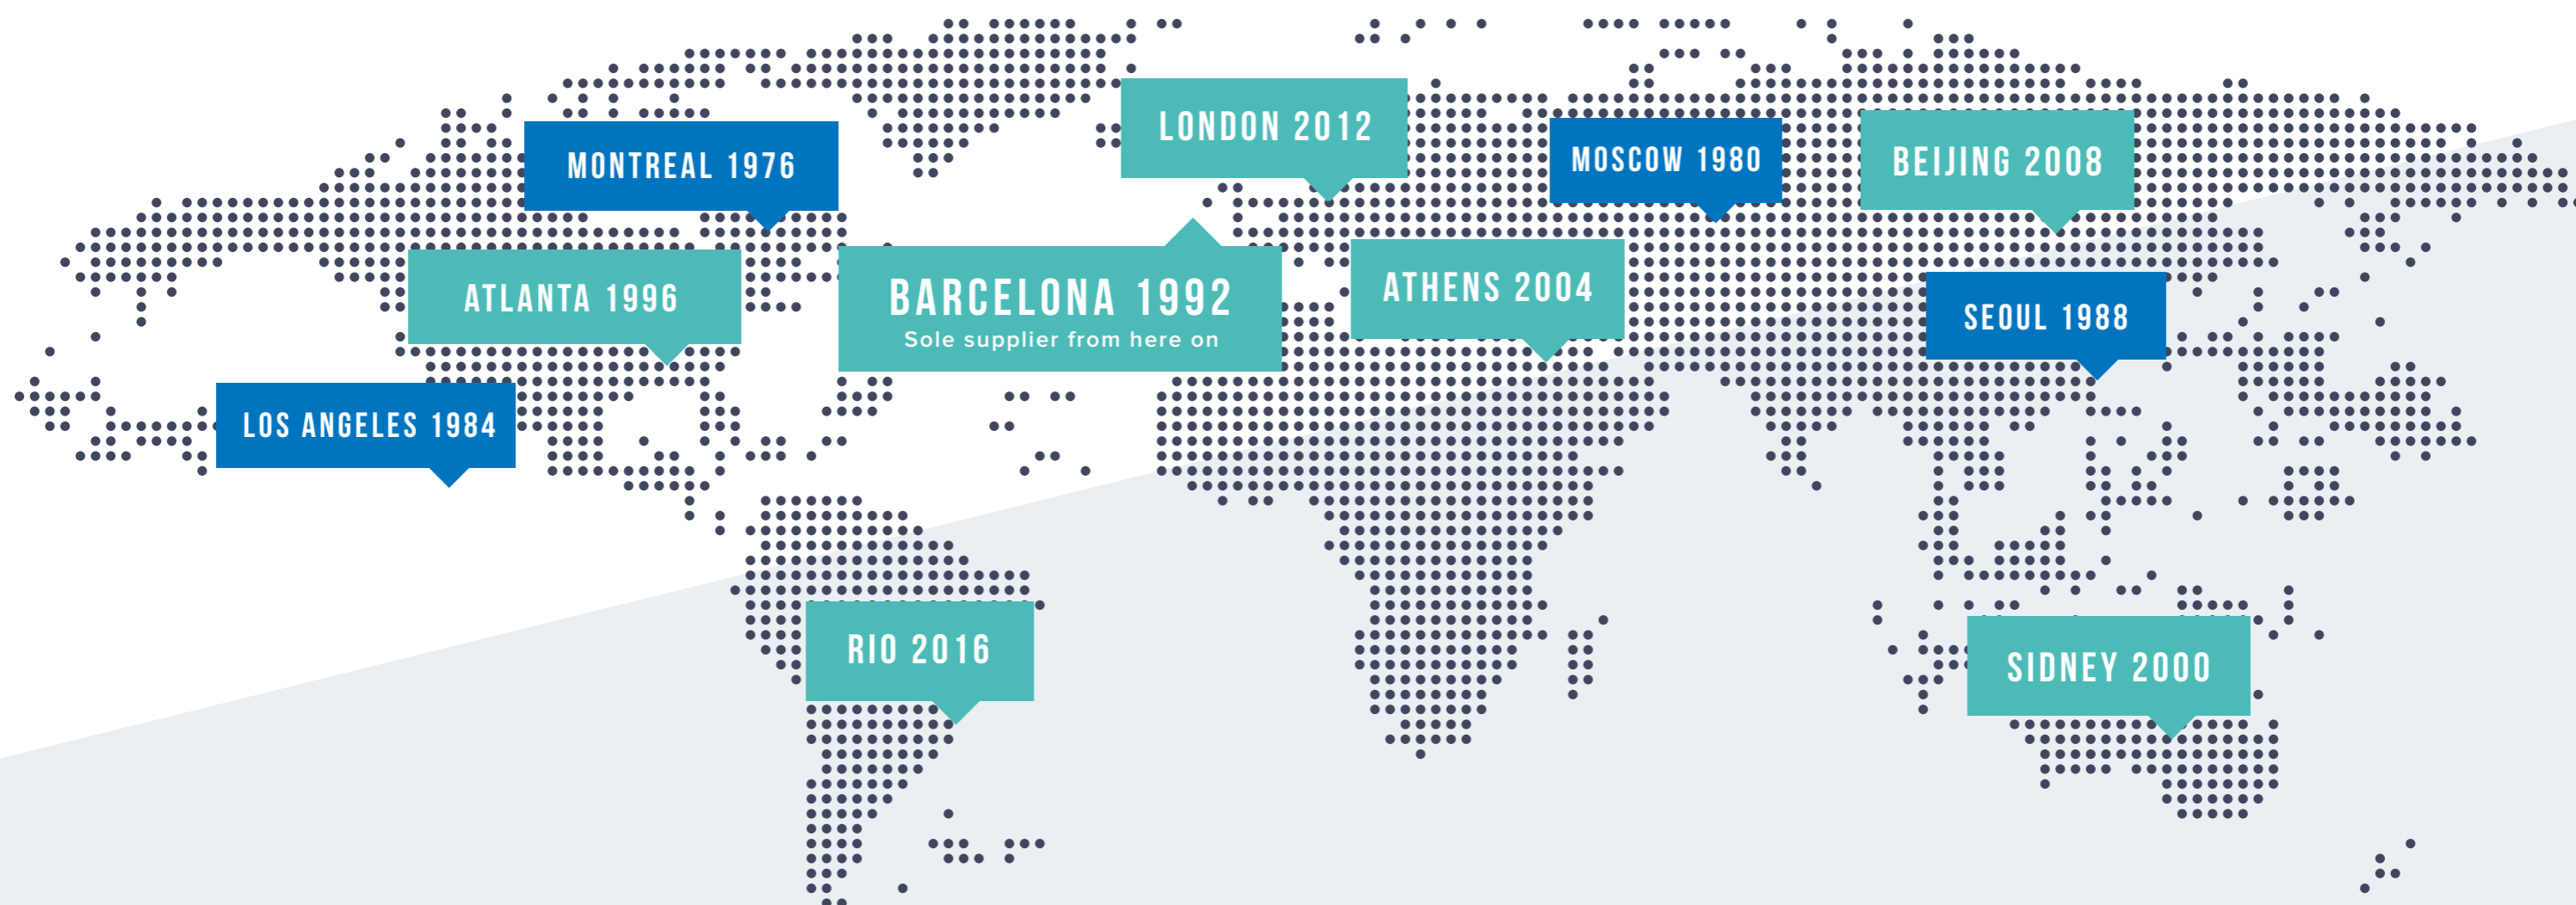 LONDON 2012
MONTREAL 1976
MOSCOW 1980
BEIJING 2008
ATLANTA 1996
BARCELONA 1992
Sole supplier from here on
ATHENS 2004
SEOUL 1988
LOS ANGELES 1984
RIO 2016
SIDNEY 2000